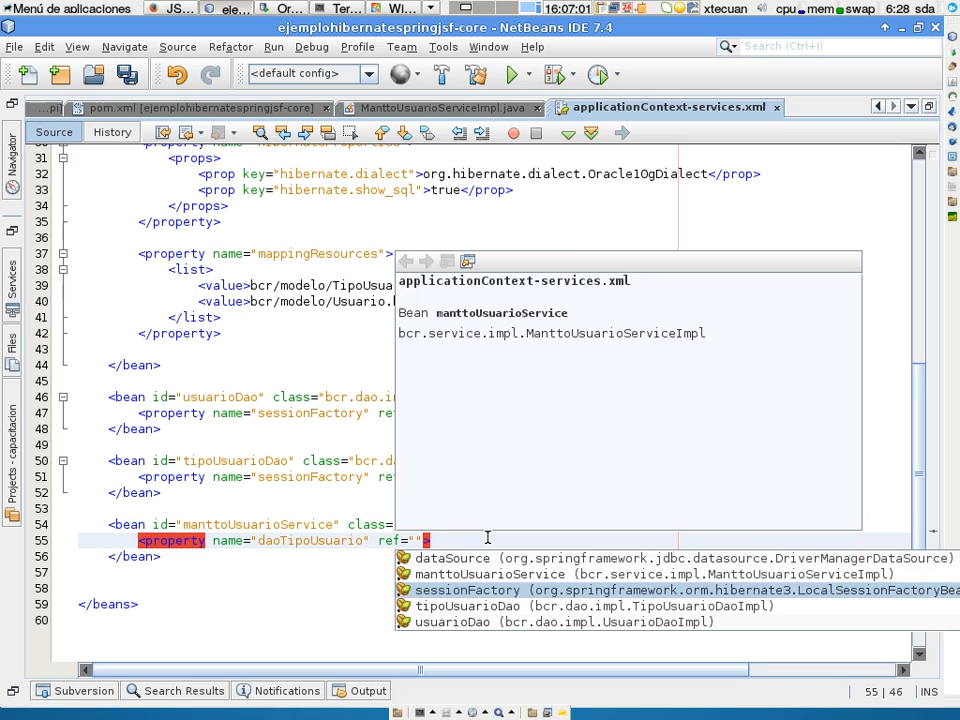 Menú de aplicaciones
JS...
ele...
Or...
Ter...
Wi...
16:07:01
xtecuan
cpu
mem
swap
6:28
sda
ejemplohibernatespringjsf-core - NetBeans IDE 7.4
File Edit View Navigate Source Refactor Run Debug Profile Team Tools Window Help
Search (Ctrl+I)
<default config>
pom.xml [ejemplohibernatespringjsf-core]
ManttoUsuarioServiceImpl.java
applicationContext-services.xml
Source
History
Navigator
Services
Files
Projects - capacitacion
31 <props>
32 <prop key="hibernate.dialect">org.hibernate.dialect.Oracle10gDialect</prop>
33 <prop key="hibernate.show_sql">true</prop>
34 </props>
35 </property>
36
37 <property name="mappingResources">
38 <list>
39 <value>bcr/modelo/TipoUsua
40 <value>bcr/modelo/Usuario.
41 </list>
42 </property>
43
44 </bean>
45
46 <bean id="usuarioDao" class="bcr.dao.i
47 <property name="sessionFactory" re
48 </bean>
49
50 <bean id="tipoUsuarioDao" class="bcr.d
51 <property name="sessionFactory" re
52 </bean>
53
54 <bean id="manttoUsuarioService" class=
55 <property name="daoTipoUsuario" ref="">
56 </bean>
57
58
59 </beans>
60
applicationContext-services.xml
Bean manttoUsuarioService
bcr.service.impl.ManttoUsuarioServiceImpl
dataSource (org.springframework.jdbc.datasource.DriverManagerDataSource)
manttoUsuarioService (bcr.service.impl.ManttoUsuarioServiceImpl)
sessionFactory (org.springframework.orm.hibernate3.LocalSessionFactoryBea
tipoUsuarioDao (bcr.dao.impl.TipoUsuarioDaoImpl)
usuarioDao (bcr.dao.impl.UsuarioDaoImpl)
Subversion
Search Results
Notifications
Output
55 | 46
INS